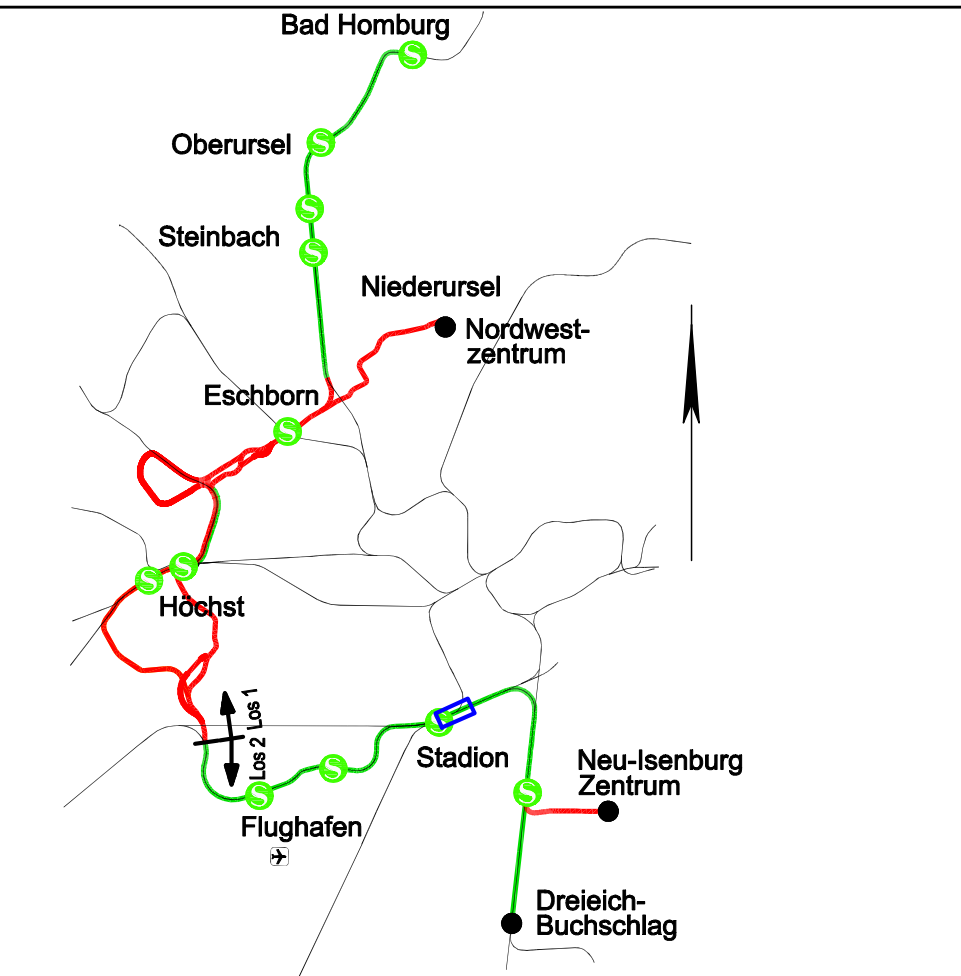 Bad Homburg
S
Oberursel
S
S
Steinbach
S
Niederursel
Nordwest-
zentrum
Eschborn
S
S
S
Höchst
Los 1
Los 2
S
Stadion
S
S
Flughafen
Neu-Isenburg
Zentrum
S
Dreieich-
Buchschlag